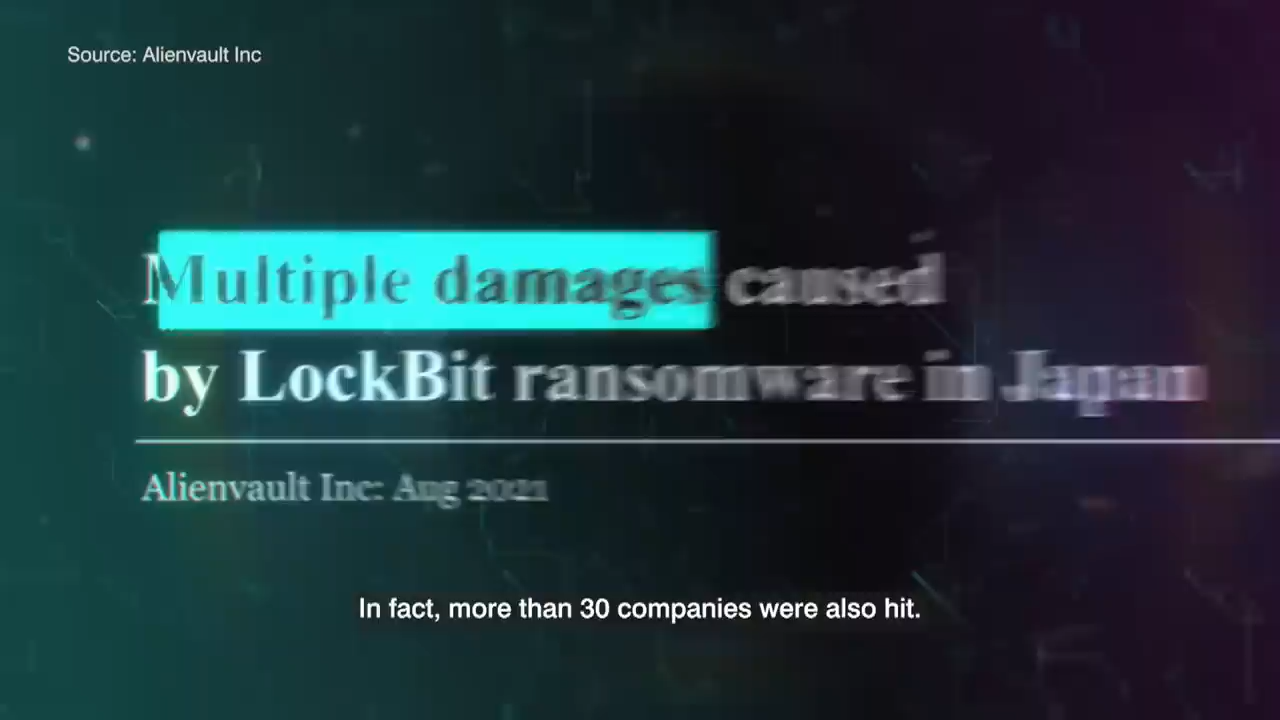 Source: Alienvault Inc
Multiple damages caused
by LockBit ransomware in Japan
Alienvault Inc: Aug 2021
In fact, more than 30 companies were also hit.